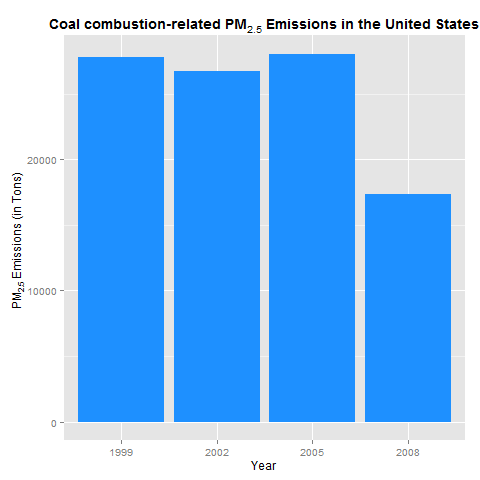 Coal combustion-related PM2.5 Emissions in the United States
PM2.5 Emissions (in Tons)
20000
10000
0
1999 2002 2005 2008
Year